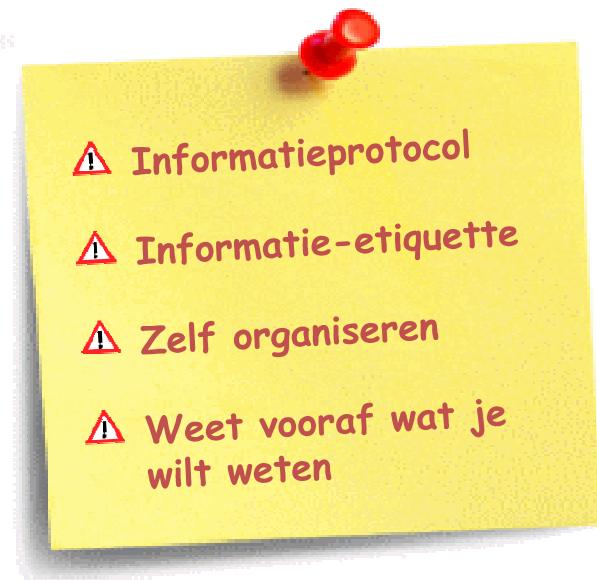 Informatieprotocol
Informatie-etiquette
Zelf organiseren
Weet vooraf wat je
wilt weten